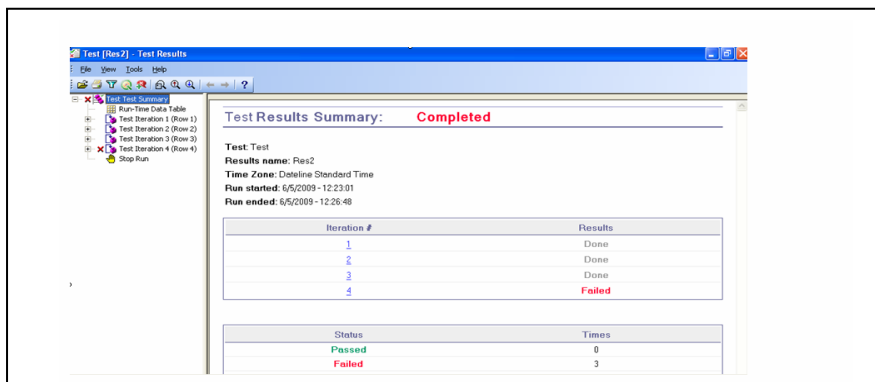 Test [Res2] - Test Results
File View Tools Help
Test Test Summary
Run-Time Data Table
Test Iteration 1 (Row 1)
Test Iteration 2 (Row 2)
Test Iteration 3 (Row 3)
Test Iteration 4 (Row 4)
Stop Run
Test Results Summary: Completed
Test: Test
Results name: Res2
Time Zone: Dateline Standard Time
Run started: 6/5/2009 - 12:23:01
Run ended: 6/5/2009 - 12:26:48
Iteration # Results
1 Done
2 Done
3 Done
4 Failed
Status Times
Passed 0
Failed 3